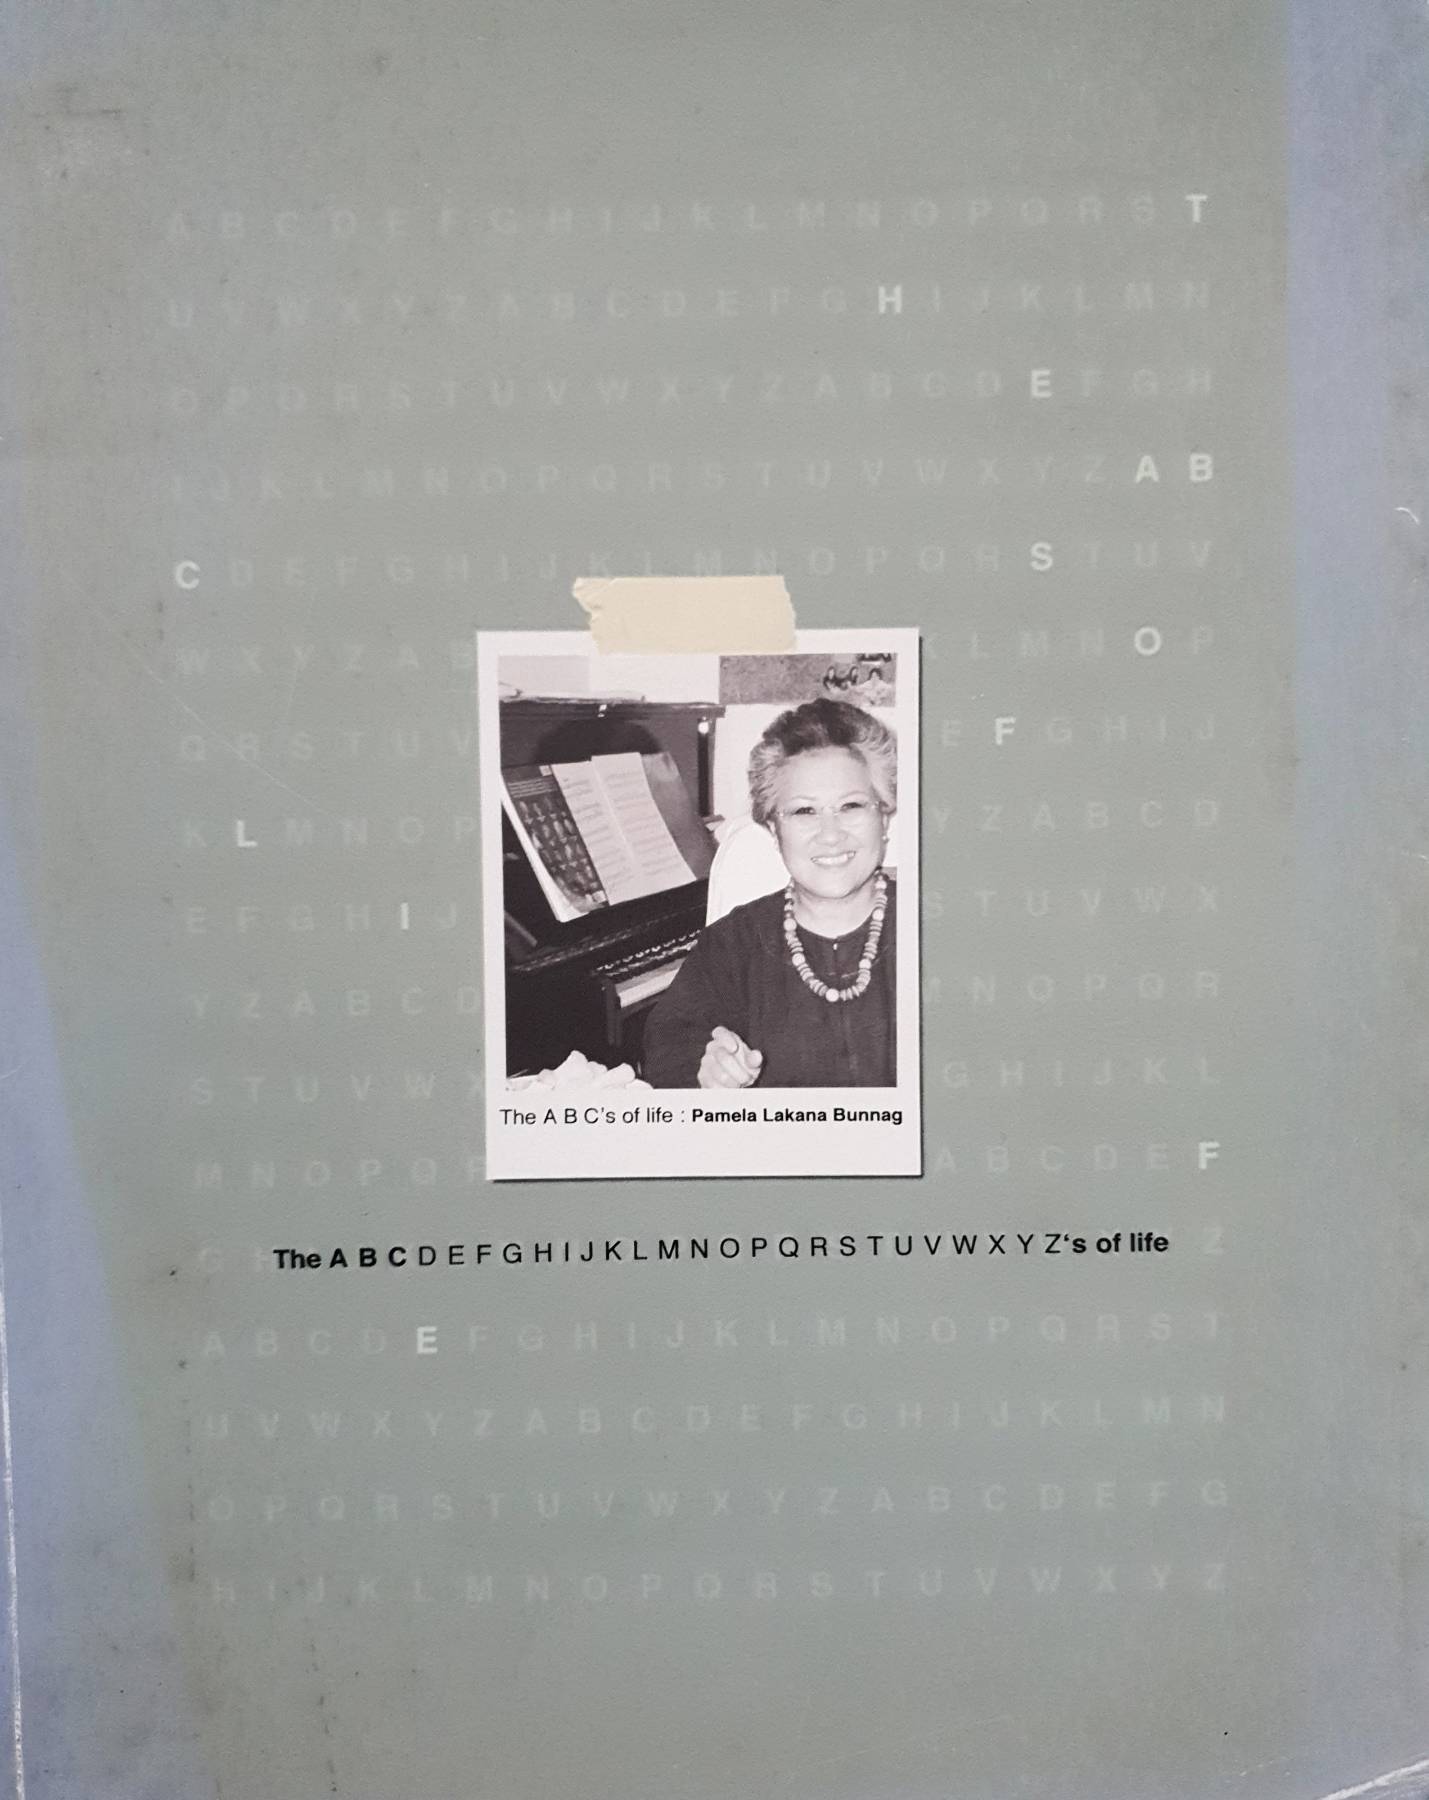 A B C D E F G H I J K L M N O P Q R S T
U V W X Y Z A B C D E F G H I J K L M N
O P Q R S T U V W X Y Z A B C D E F G H
I J K L M N O P Q R S T U V W X Y Z A B
C D E F G H I J K L M N O P Q R S T U V
W X Y Z A B K L M N O P
Q R S T U V E F G H I J
K L M N O P Y Z A B C D
E F G H I J S T U V W X
Y Z A B C D M N O P Q R
S T U V W X G H I J K L
M N O P Q R A B C D E F
The A B C's of life : Pamela Lakana Bunnag
The A B C D E F G H I J K L M N O P Q R S T U V W X Y Z‘s of life
G Z
A B C D E F G H I J K L M N O P Q R S T
U V W X Y Z A B C D E F G H I J K L M N
O P Q R S T U V W X Y Z A B C D E F G
H I J K L M N O P Q R S T U V W X Y Z